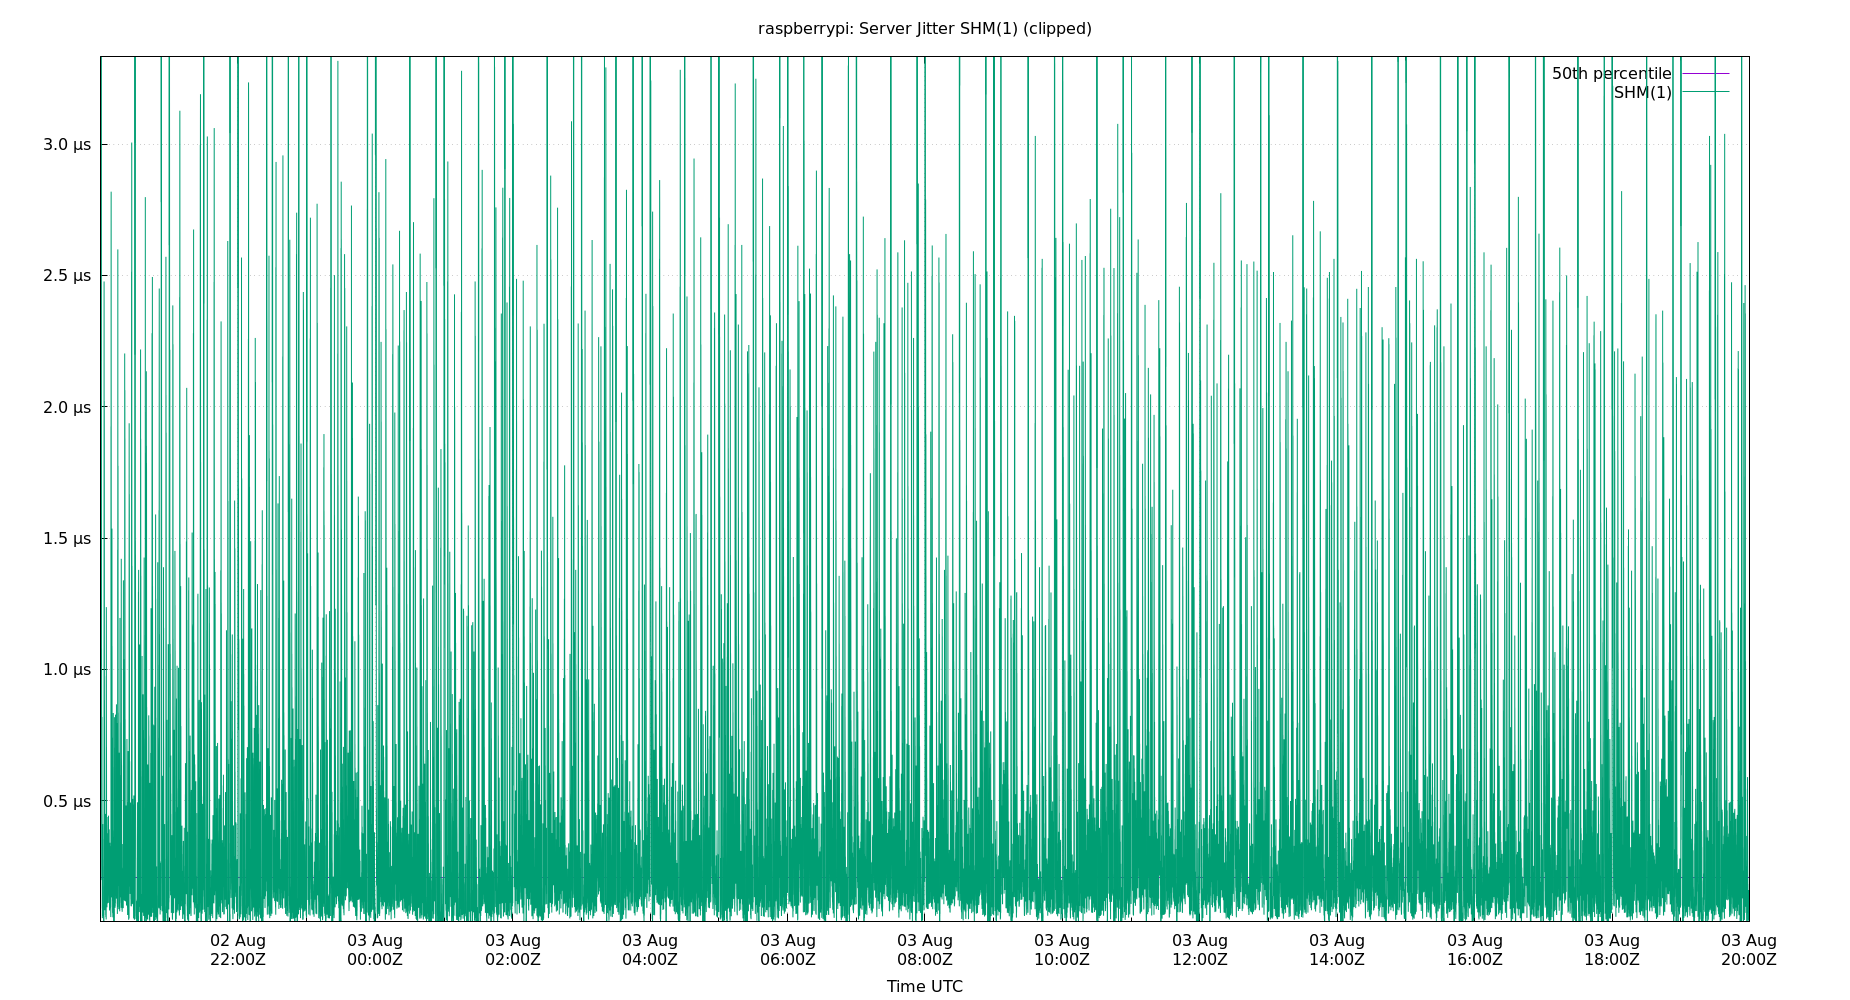 raspberrypi: Server Jitter SHM(1) (clipped)
50th percentile
SHM(1)
3.0 µs
2.5 µs
2.0 µs
1.5 µs
1.0 µs
0.5 µs
02 Aug 03 Aug 03 Aug 03 Aug 03 Aug 03 Aug 03 Aug 03 Aug 03 Aug 03 Aug 03 Aug 03 Aug
22:00Z 00:00Z 02:00Z 04:00Z 06:00Z 08:00Z 10:00Z 12:00Z 14:00Z 16:00Z 18:00Z 20:00Z
Time UTC